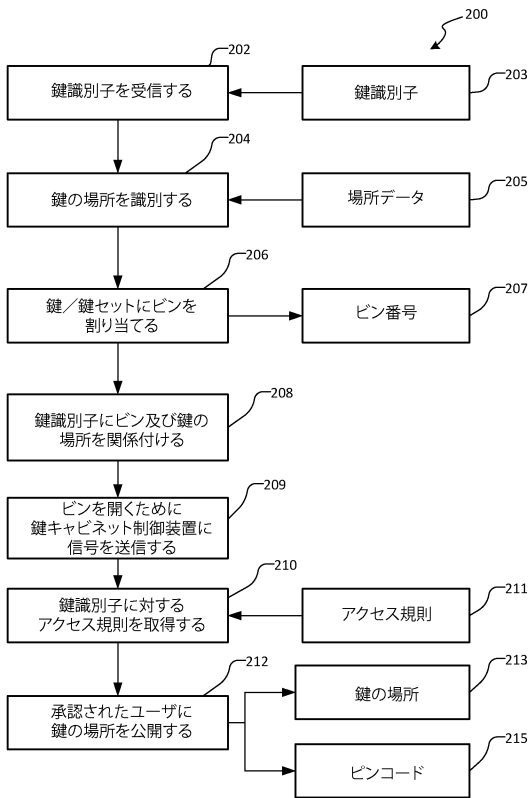 200
202
鍵識別子を受信する
鍵識別子
203
204
鍵の場所を識別する
場所データ
205
206
鍵／鍵セットにビンを
割り当てる
ビン番号
207
208
鍵識別子にビン及び鍵の
場所を関係付ける
209
ビンを開くために
鍵キャビネット制御装置に
信号を送信する
210
鍵識別子に対する
アクセス規則を取得する
アクセス規則
211
212
承認されたユーザに
鍵の場所を公開する
鍵の場所
213
ピンコード
215